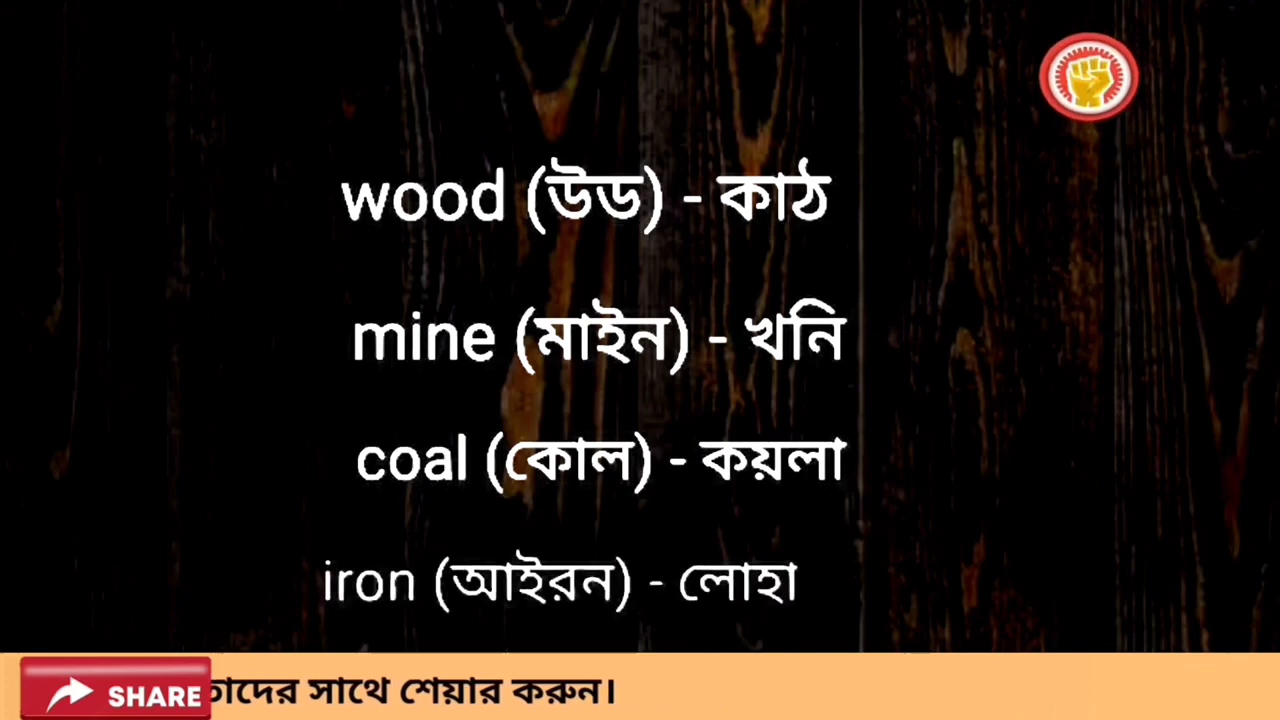 wood (উড) - কাঠ
mine (মাইন) - খনি
coal (কোল) - কয়লা
iron (আইরন) - লোহা
SHARE তাদের সাথে শেয়ার করুন।